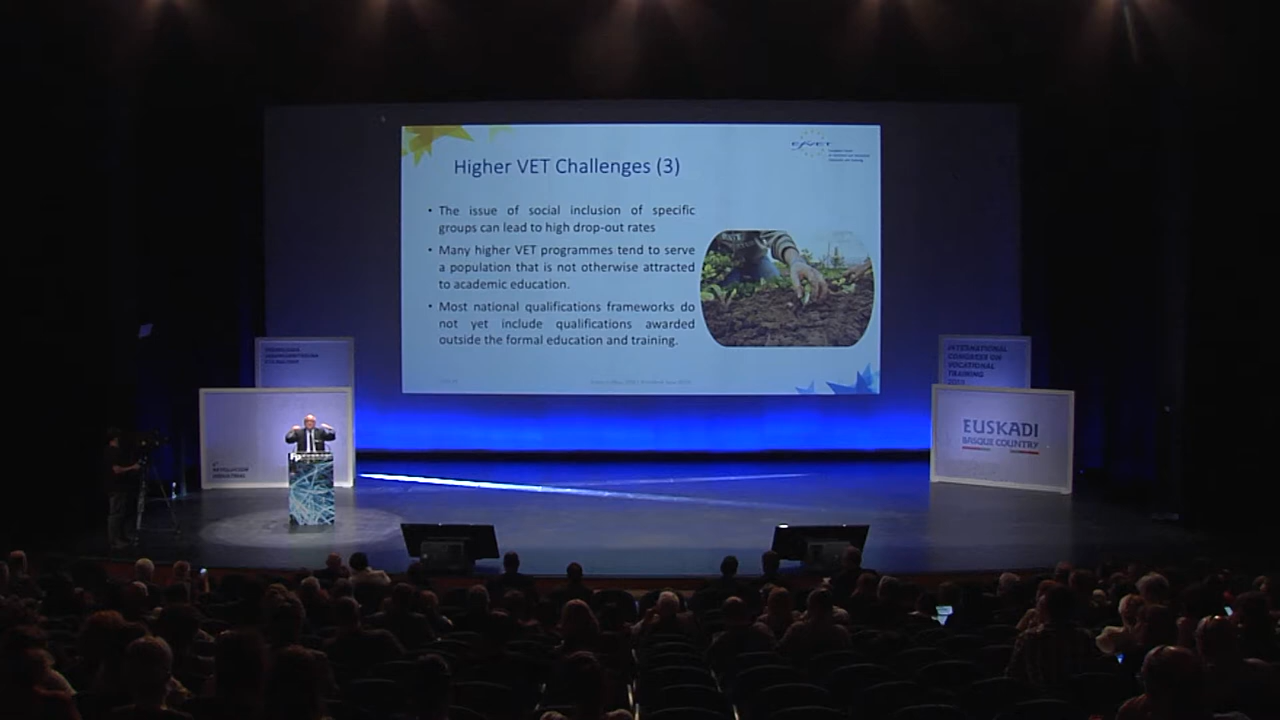 EfVET
Higher VET Challenges (3)
• The issue of social inclusion of specific
groups can lead to high drop-out rates
• Many higher VET programmes tend to serve
a population that is not otherwise attracted
to academic education.
• Most national qualifications frameworks do
not yet include qualifications awarded
outside the formal education and training.
INTERNATIONAL
CONGRESS ON
VOCATIONAL
TRAINING
EUSKADI
BASQUE COUNTRY
REVOLUCIÓN
INDUSTRIAL